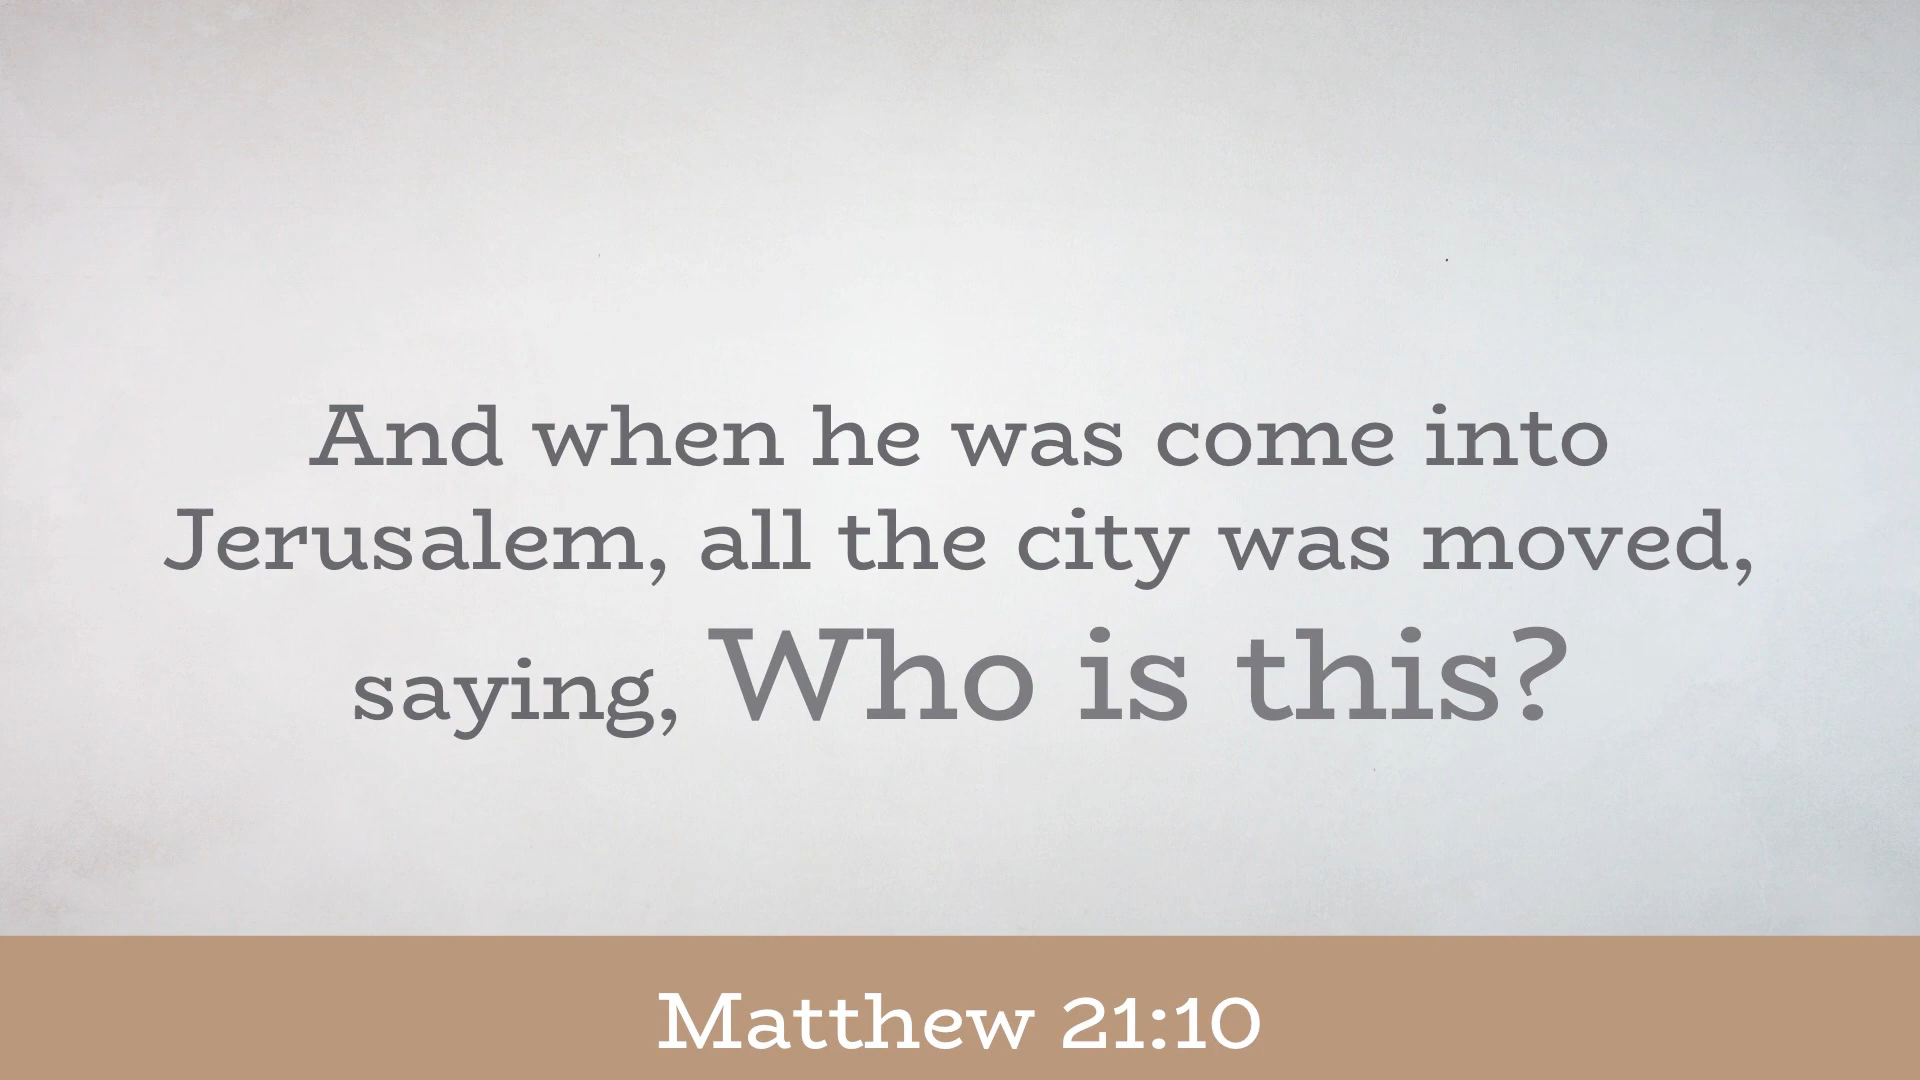 And when he was come into
Jerusalem, all the city was moved,
saying, Who is this?
Matthew 21:10